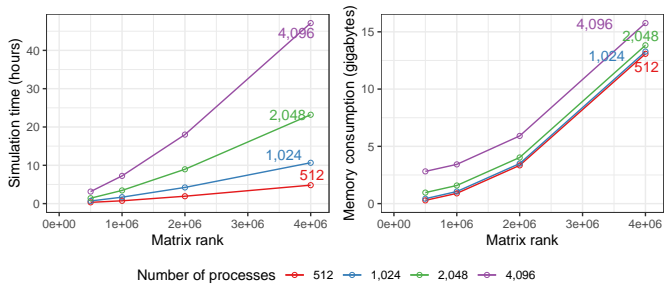 Simulation time (hours)
40
30
20
10
0
4,096
2,048
1,024
512
0e+00 1e+06 2e+06 3e+06 4e+06
Matrix rank
Memory consumption (gigabytes)
15
10
5
0
4,096
2,048
1,024
512
0e+00 1e+06 2e+06 3e+06 4e+06
Matrix rank
Number of processes 512 1,024 2,048 4,096